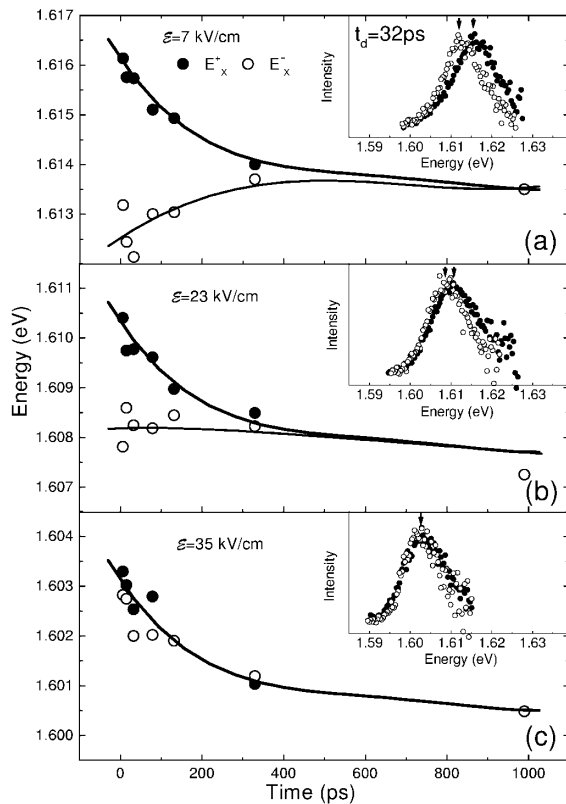 1.617
1.616
1.615
1.614
1.613
ℰ=7 kV/cm
E⁺ₓ E⁻ₓ
t_d=32ps
Intensity
1.59 1.60 1.61 1.62 1.63
Energy (eV)
(a)
1.611
1.610
1.609
1.608
1.607
ℰ=23 kV/cm
Intensity
1.59 1.60 1.61 1.62 1.63
Energy (eV)
(b)
Energy (eV)
1.604
1.603
1.602
1.601
1.600
ℰ=35 kV/cm
Intensity
1.59 1.60 1.61 1.62 1.63
Energy (eV)
(c)
0 200 400 600 800 1000
Time (ps)